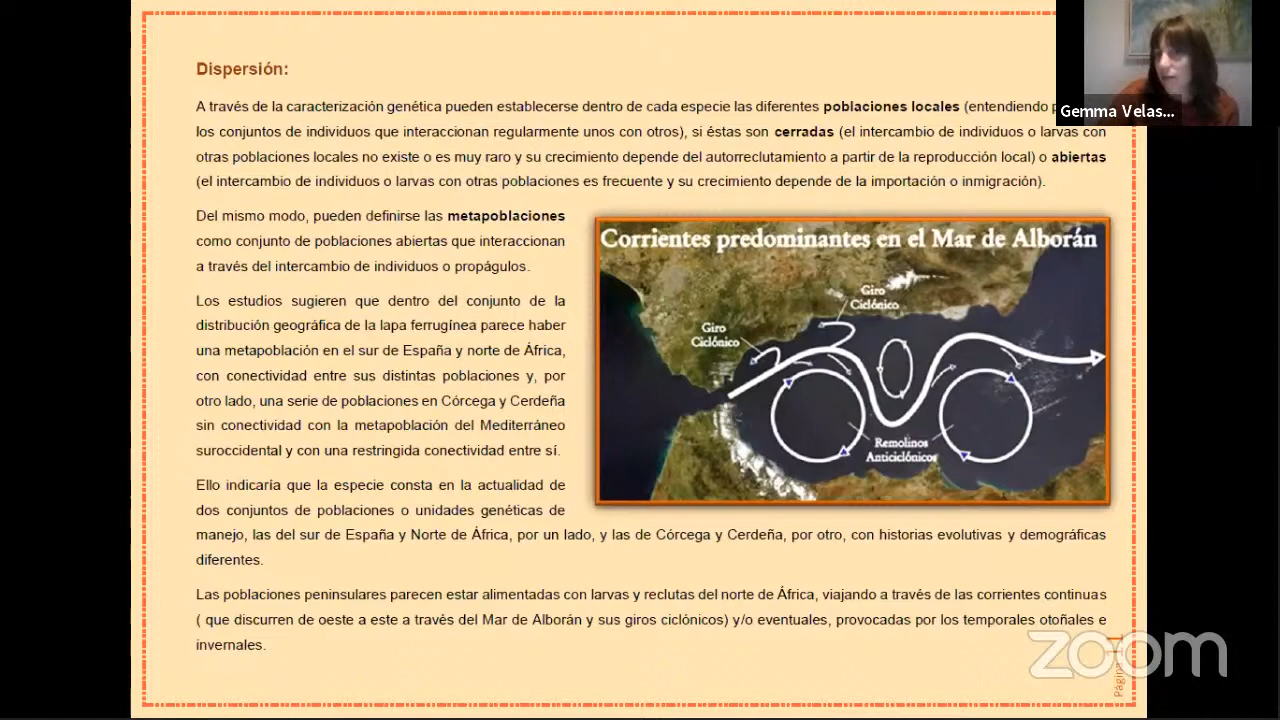 Dispersión:
A través de la caracterización genética pueden establecerse dentro de cada especie las diferentes poblaciones locales (entendiendo
los conjuntos de individuos que interaccionan regularmente unos con otros), si éstas son cerradas (el intercambio de individuos o larvas con
otras poblaciones locales no existe o es muy raro y su crecimiento depende del autorreclutamiento a partir de la reproducción local) o abiertas
(el intercambio de individuos o larvas con otras poblaciones es frecuente y su crecimiento depende de la importación o inmigración).
Del mismo modo, pueden definirse las metapoblaciones
como conjunto de poblaciones abiertas que interaccionan
a través del intercambio de individuos o propágulos.
Los estudios sugieren que dentro del conjunto de la
distribución geográfica de la lapa ferrugínea parece haber
una metapoblación en el sur de España y norte de África,
con conectividad entre sus distintas poblaciones y, por
otro lado, una serie de poblaciones en Córcega y Cerdeña
sin conectividad con la metapoblación del Mediterráneo
suroccidental y con una restringida conectividad entre sí.
Ello indicaría que la especie consta en la actualidad de
dos conjuntos de poblaciones o unidades genéticas de
manejo, las del sur de España y Norte de África, por un lado, y las de Córcega y Cerdeña, por otro, con historias evolutivas y demográficas
diferentes.
Las poblaciones peninsulares parecen estar alimentadas con larvas y reclutas del norte de África, viajando a través de las corrientes continuas
( que discurren de oeste a este a través del Mar de Alborán y sus giros ciclónicos) y/o eventuales, provocadas por los temporales otoñales e
invernales.
Corrientes predominantes en el Mar de Alborán
Giro
Ciclónico
Giro
Ciclónico
Remolinos
Anticiclónicos
Gemma Velas...
Página
zoom